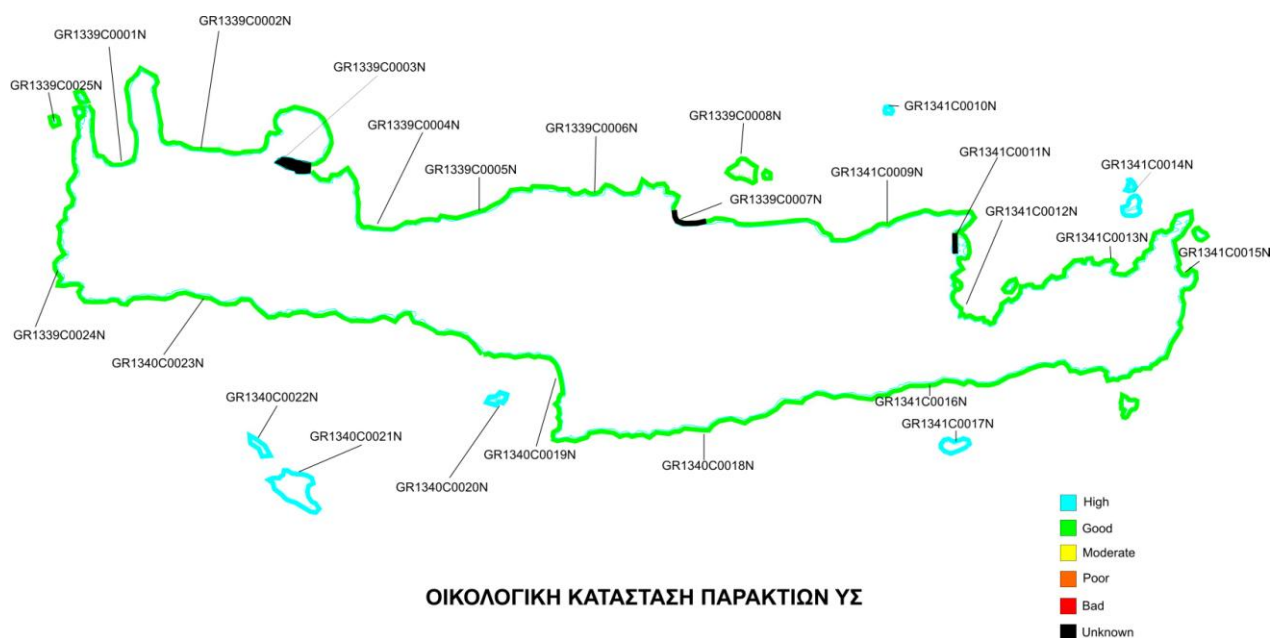 GR1339C0002N
GR1339C0001N
GR1339C0003N
GR1339C0025N
GR1339C0004N
GR1339C0006N
GR1339C0008N
GR1341C0010N
GR1341C0011N
GR1341C0014N
GR1339C0005N
GR1341C0009N
GR1339C0007N
GR1341C0012N
GR1341C0013N
GR1341C0015N
GR1339C0024N
GR1340C0023N
GR1340C0022N
GR1341C0016N
GR1341C0017N
GR1340C0021N
GR1340C0019N
GR1340C0018N
GR1340C0020N
High
Good
Moderate
Poor
Bad
Unknown
ΟΙΚΟΛΟΓΙΚΗ ΚΑΤΑΣΤΑΣΗ ΠΑΡΑΚΤΙΩΝ ΥΣ